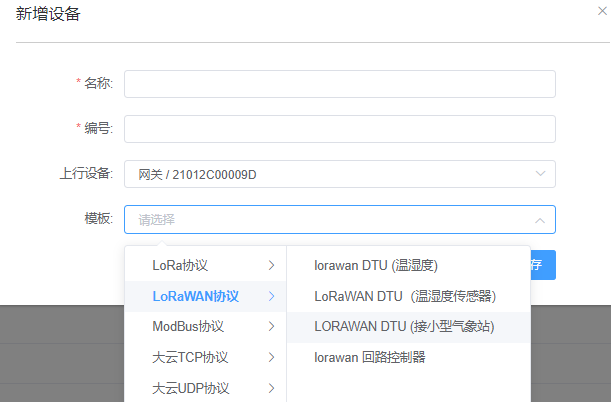 新增设备
* 名称:
* 编号:
上行设备: 网关 / 21012C00009D
模板: 请选择
LoRa协议
LoRaWAN协议
ModBus协议
大云TCP协议
大云UDP协议
lorawan DTU (温湿度)
LoRaWAN DTU（温湿度传感器)
LORAWAN DTU (接小型气象站)
lorawan 回路控制器
存